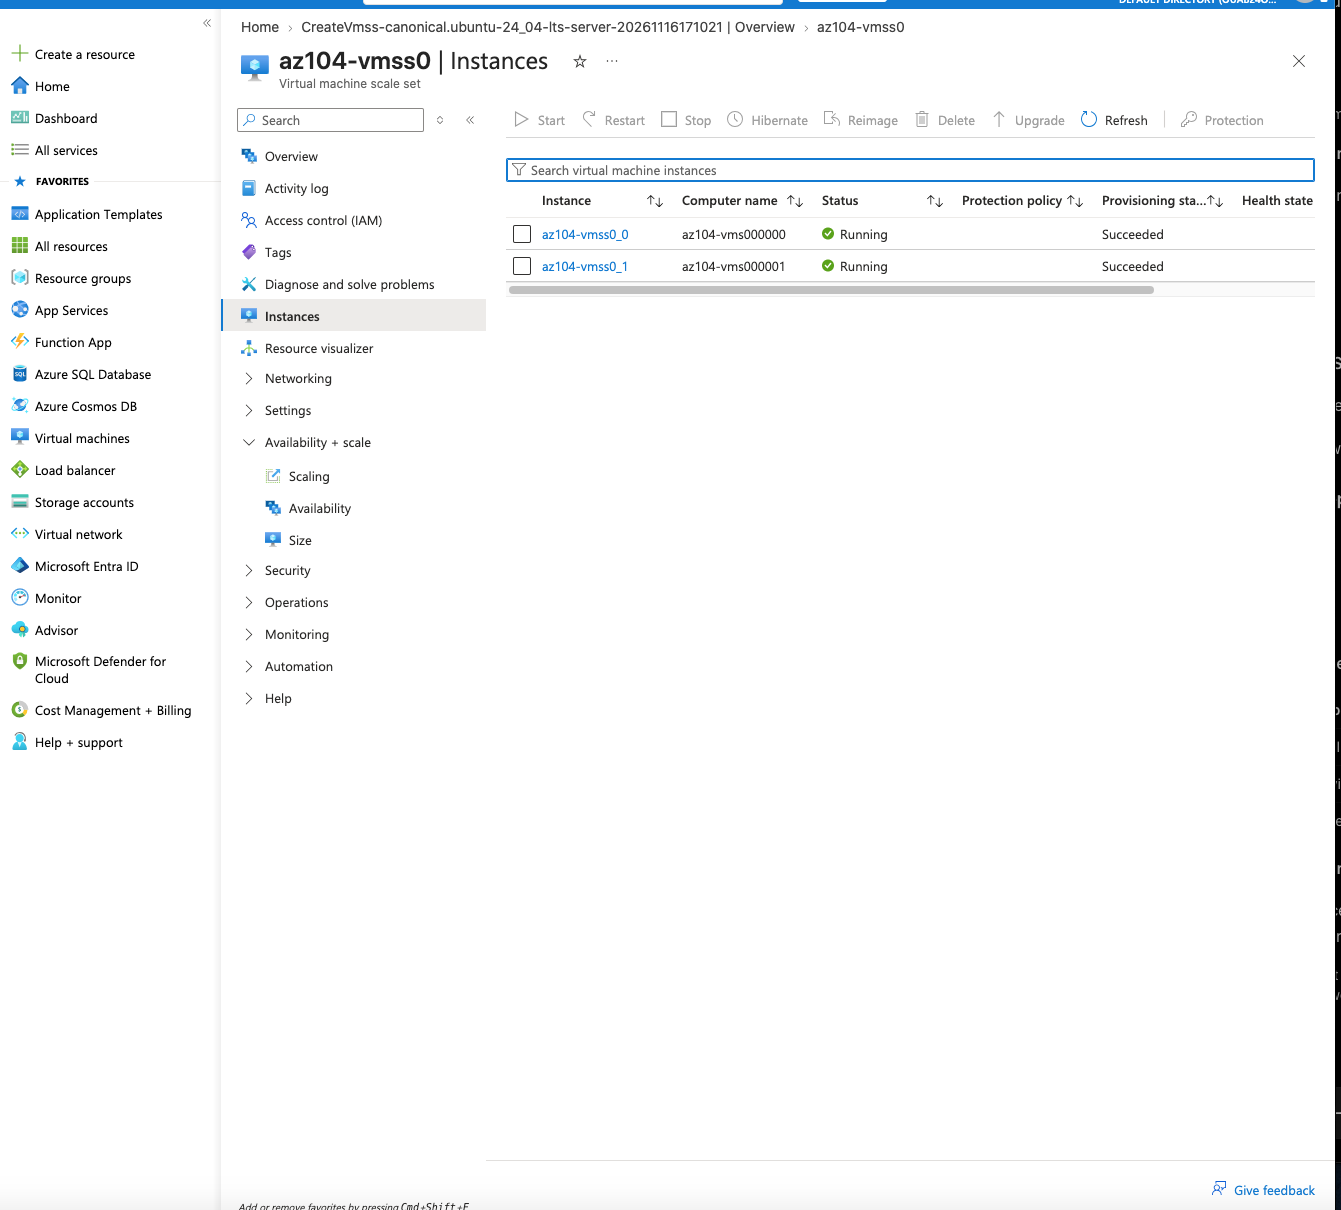 Home › CreateVmss-canonical.ubuntu-24_04-lts-server-20261116171021 | Overview › az104-vmss0
az104-vmss0 | Instances
Virtual machine scale set
Create a resource
Home
Dashboard
All services
FAVORITES
Application Templates
All resources
Resource groups
App Services
Function App
Azure SQL Database
Azure Cosmos DB
Virtual machines
Load balancer
Storage accounts
Virtual network
Microsoft Entra ID
Monitor
Advisor
Microsoft Defender for
Cloud
Cost Management + Billing
Help + support
Search
Overview
Activity log
Access control (IAM)
Tags
Diagnose and solve problems
Instances
Resource visualizer
Networking
Settings
Availability + scale
Scaling
Availability
Size
Security
Operations
Monitoring
Automation
Help
Start Restart Stop Hibernate Reimage Delete Upgrade Refresh Protection
Search virtual machine instances
Instance Computer name Status Protection policy Provisioning sta... Health state
az104-vmss0_0 az104-vms000000 Running Succeeded
az104-vmss0_1 az104-vms000001 Running Succeeded
Give feedback
Add or remove favorites by pressing Cmd+Shift+F